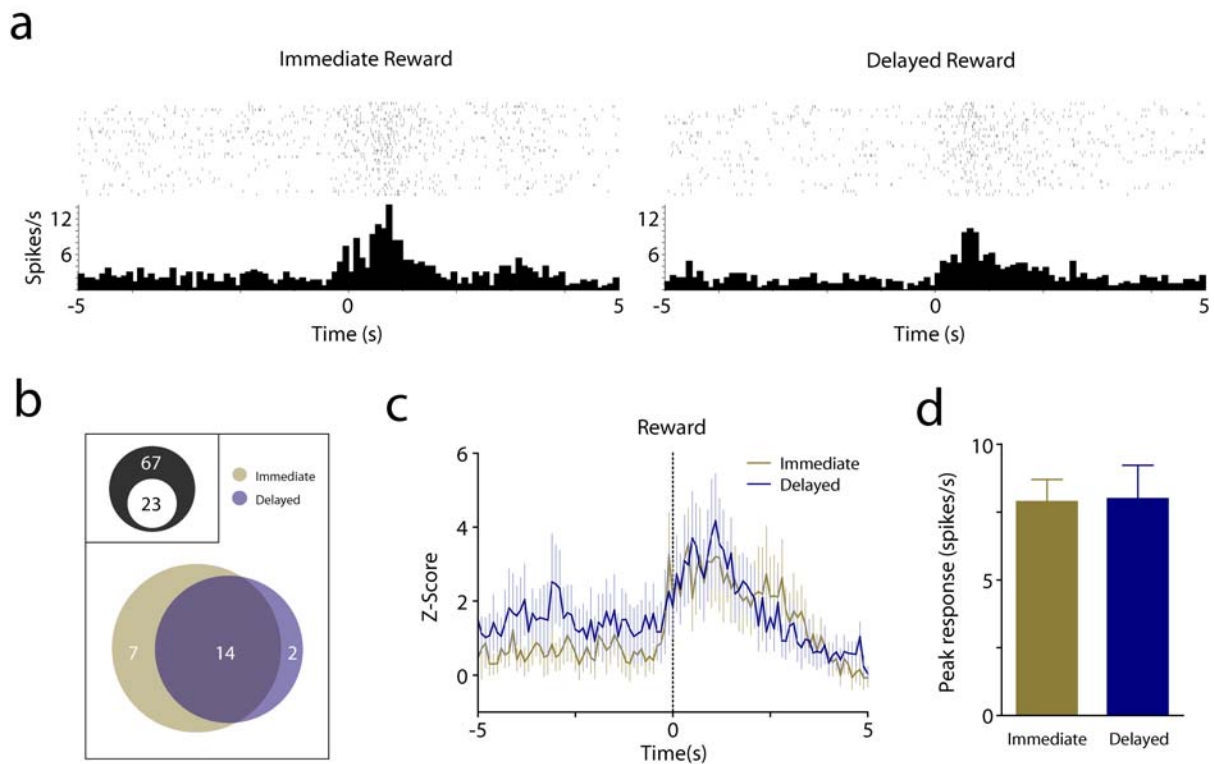 a
Immediate Reward
Delayed Reward
Spikes/s
12
6
-5
0
5
Time (s)
12
6
-5
0
5
Time (s)
b
67
23
Immediate
Delayed
7
14
2
c
Reward
Immediate
Delayed
Z-Score
6
4
2
0
-5
0
5
Time(s)
d
Peak response (spikes/s)
10
5
0
Immediate
Delayed